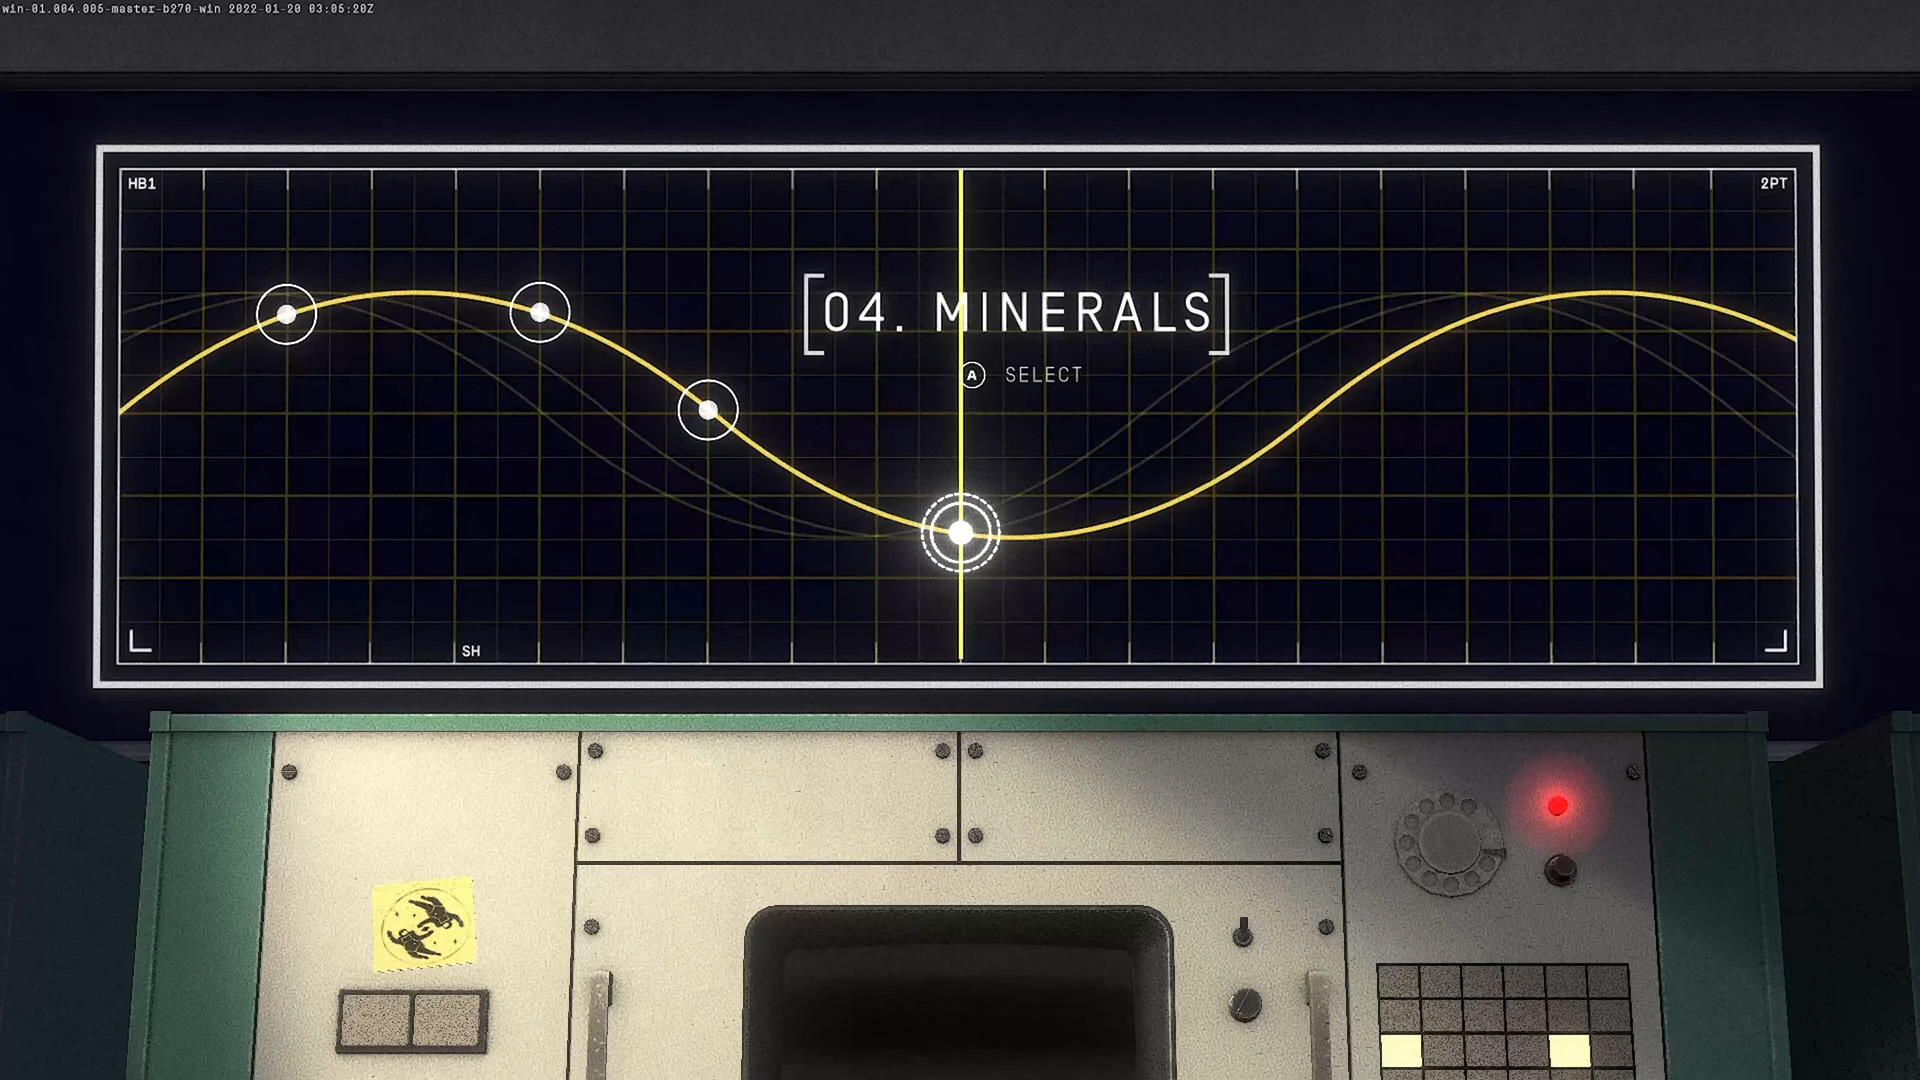 win-01.004.005-master-b270-win 2022-01-20 03:05:20Z
HB1
2PT
[04. MINERALS]
A SELECT
SH